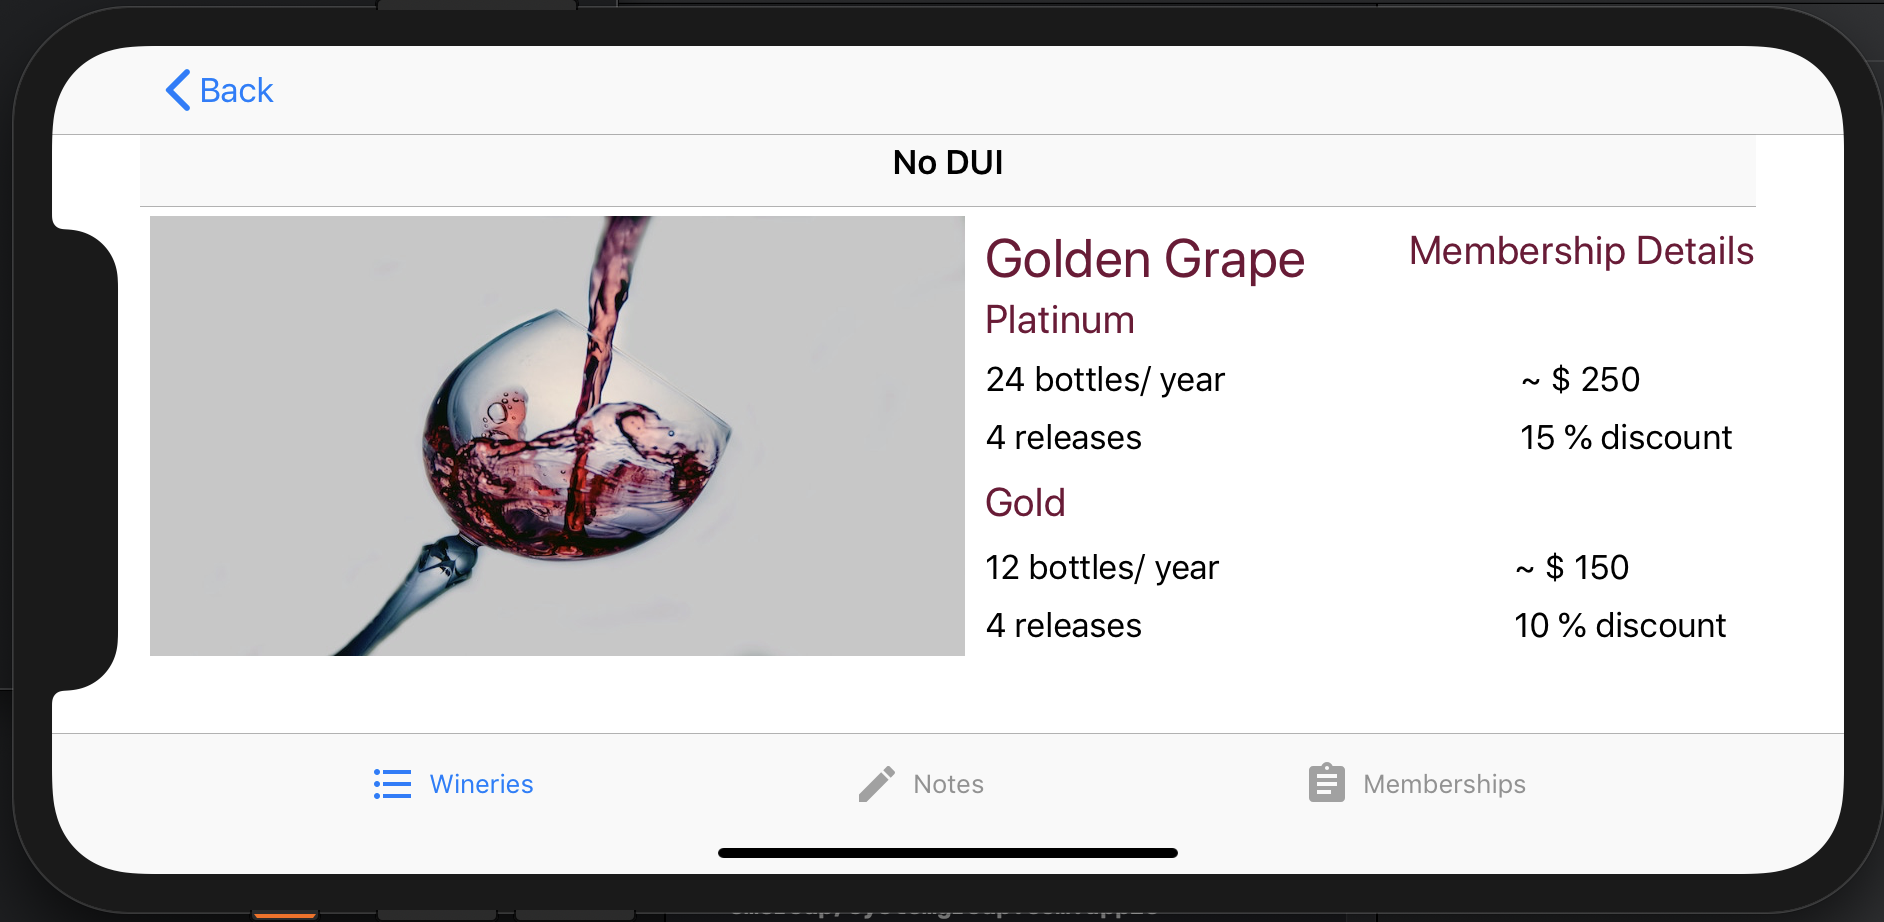 Back
No DUI
Golden Grape
Membership Details
Platinum
24 bottles/ year
~ $ 250
4 releases
15 % discount
Gold
12 bottles/ year
~ $ 150
4 releases
10 % discount
Wineries
Notes
Memberships